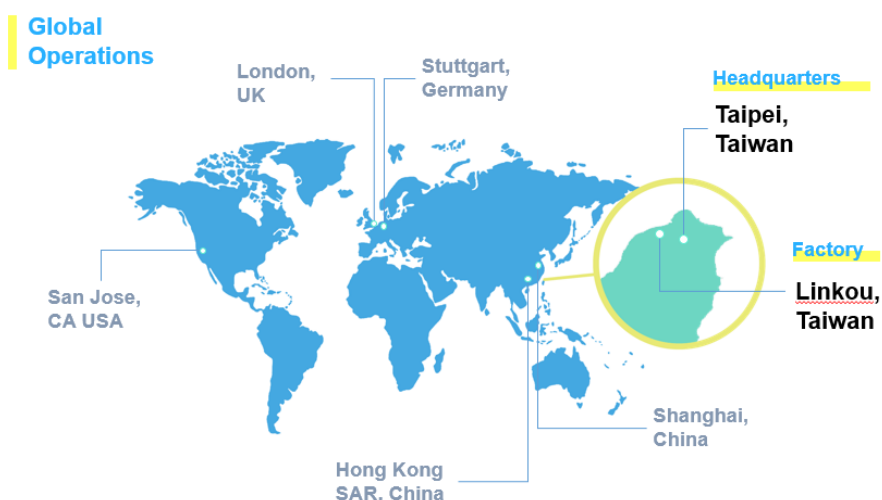 Global
Operations
London,
UK
Stuttgart,
Germany
Headquarters
Taipei,
Taiwan
Factory
Linkou,
Taiwan
San Jose,
CA USA
Shanghai,
China
Hong Kong
SAR, China